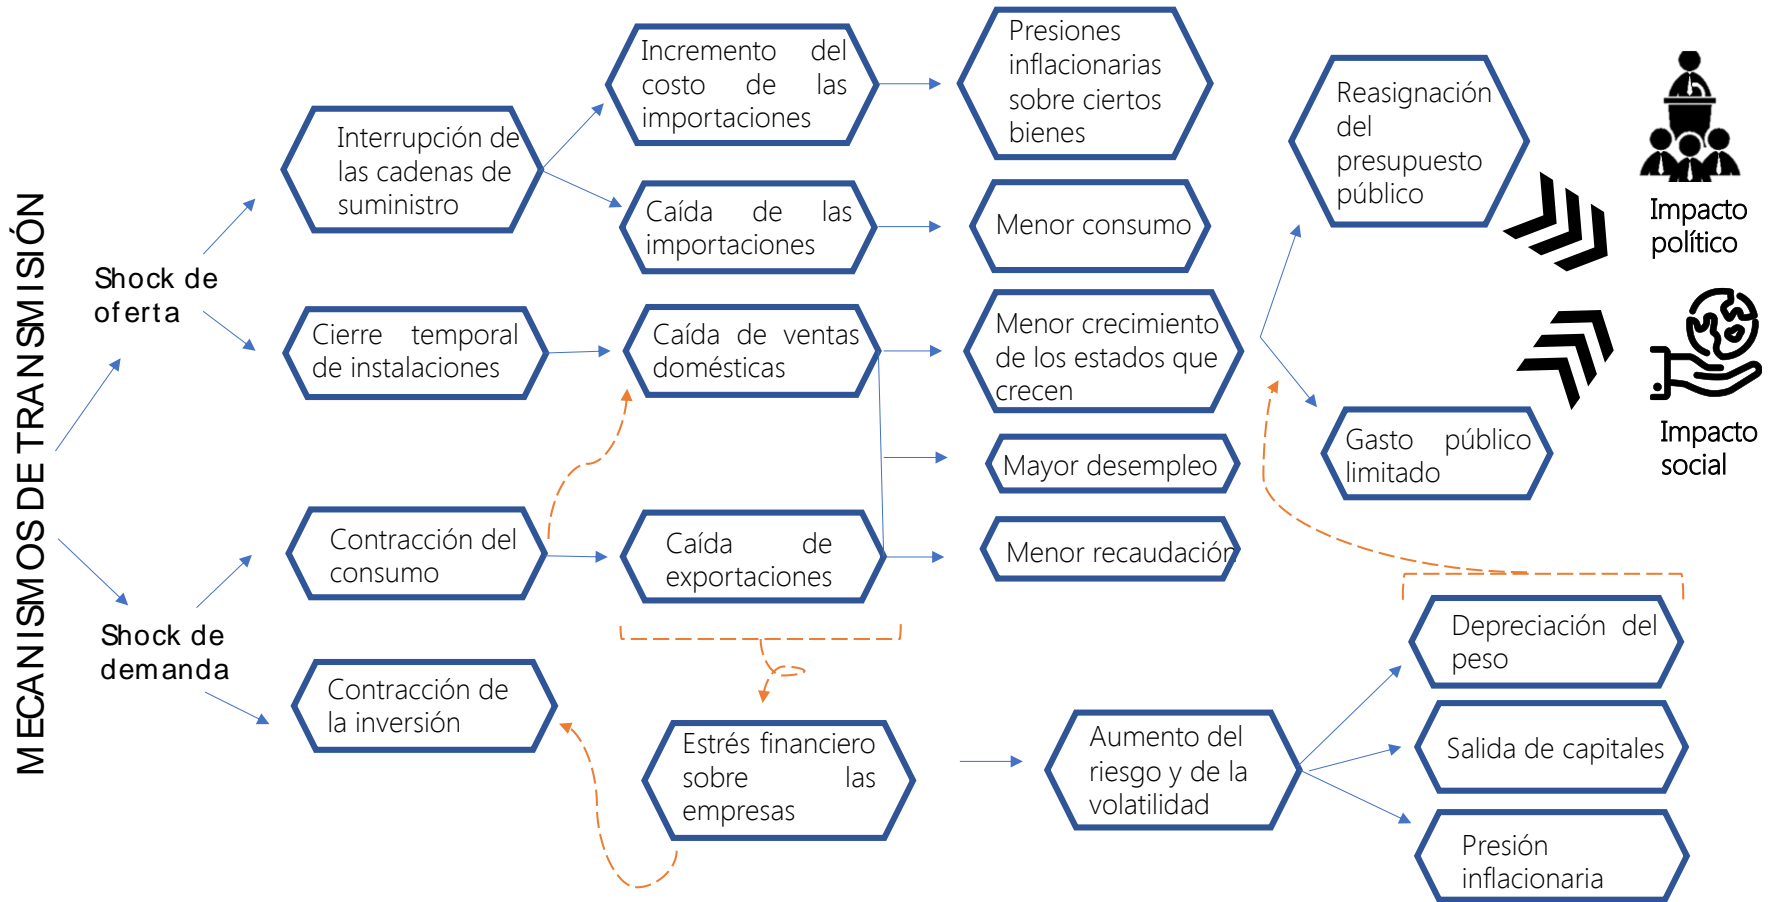 MECANISMOS DE TRANSMISIÓN
Shock de
oferta
Shock de
demanda
Interrupción de
las cadenas de
suministro
Cierre temporal
de instalaciones
Contracción del
consumo
Contracción de
la inversión
Incremento del
costo de las
importaciones
Caída de las
importaciones
Caída de ventas
domésticas
Caída de
exportaciones
Estrés financiero
sobre las
empresas
Presiones
inflacionarias
sobre ciertos
bienes
Menor consumo
Menor crecimiento
de los estados que
crecen
Mayor desempleo
Menor recaudación
Aumento del
riesgo y de la
volatilidad
Reasignación
del
presupuesto
público
Gasto público
limitado
Depreciación del
peso
Salida de capitales
Presión
inflacionaria
Impacto
político
Impacto
social